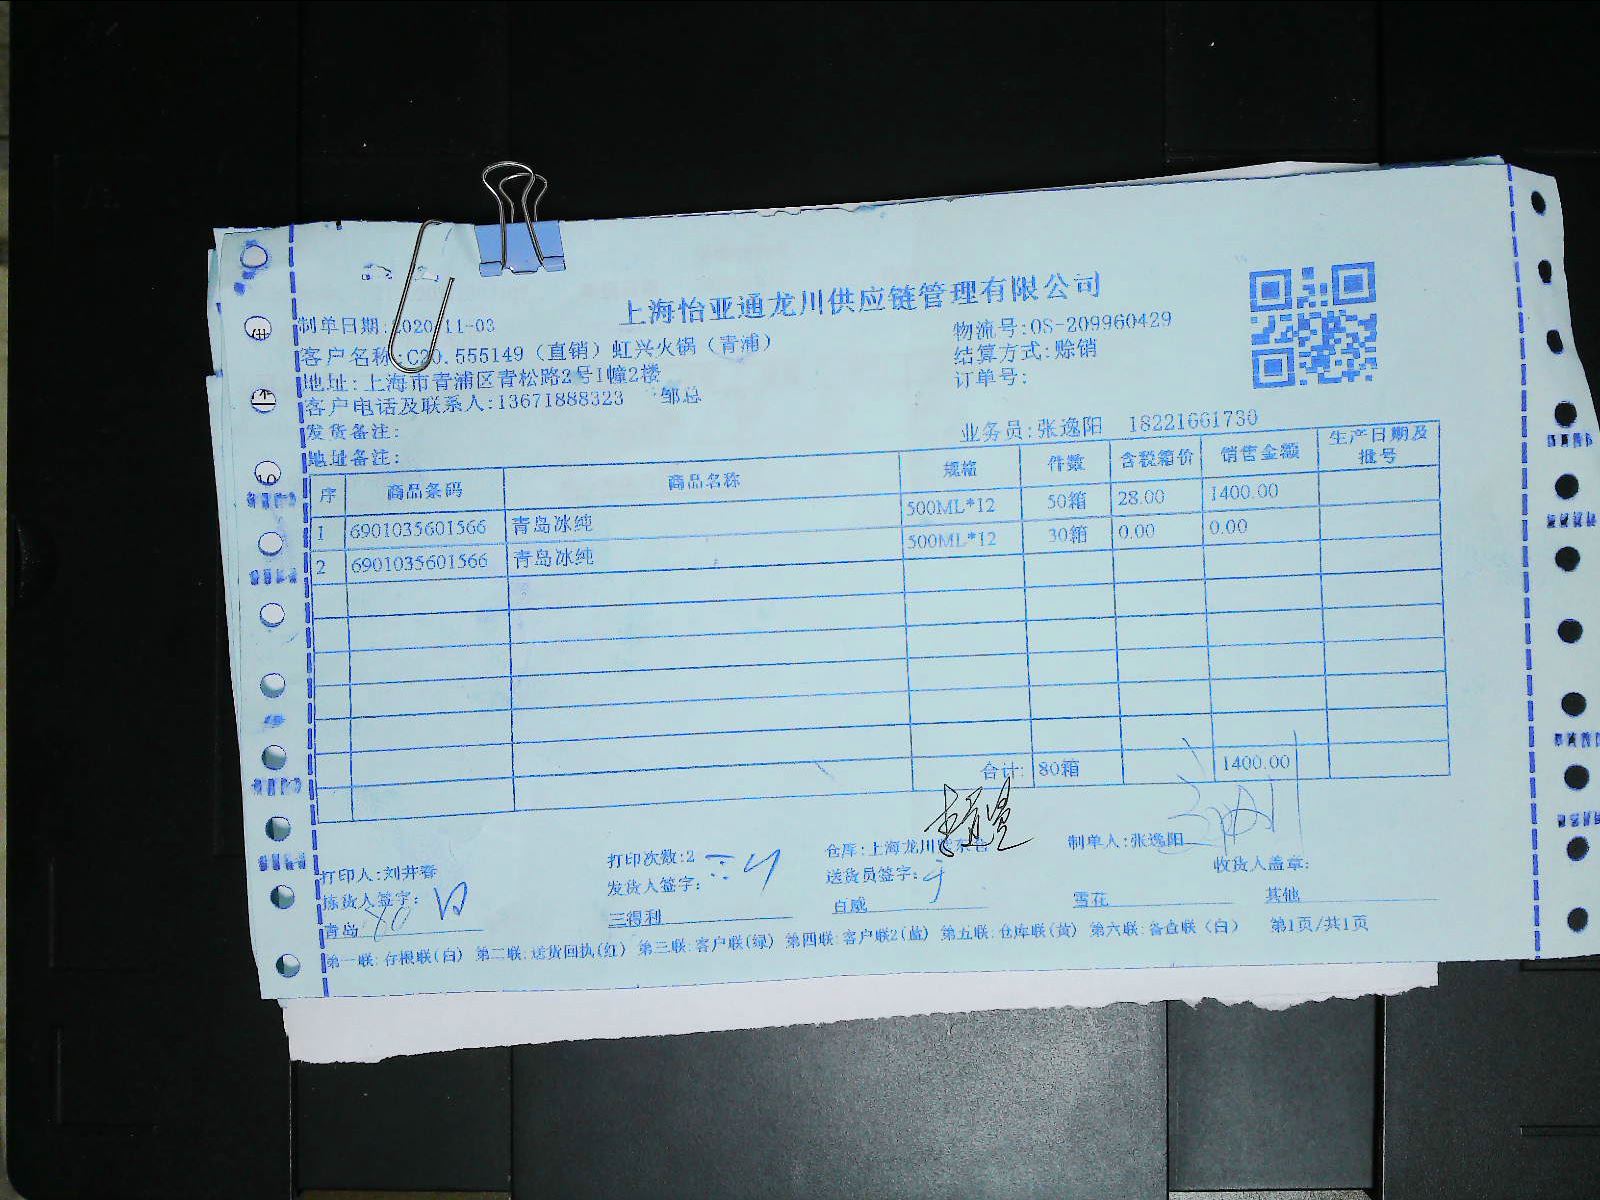 上海怡亚通龙川供应链管理有限公司
制单日期:2020-11-03
物流号:OS-209960429
客户名称:C20.555149（直销）虹兴火锅（青浦）
结算方式:赊销
地址:上海市青浦区青松路2号1幢2楼
订单号:
客户电话及联系人:13671888323 邹总
发货备注:
业务员:张逸阳 18221661730
地址备注:
序 商品条码 商品名称 规格 件数 含税箱价 销售金额 生产日期及批号
1 6901035601566 青岛冰纯 500ML*12 50箱 28.00 1400.00
2 6901035601566 青岛冰纯 500ML*12 30箱 0.00 0.00
合计: 80箱 1400.00
打印人:刘井春 打印次数:2 仓库:上海龙川 制单人:张逸阳
拣货人签字: 发货人签字: 送货员签字: 收货人盖章:
青岛 80 三得利 百威 雪花 其他
第一联:存根联(白) 第二联:送货回执(红) 第三联:客户联(绿) 第四联:客户联2(蓝) 第五联:仓库联(黄) 第六联:备查联(白) 第1页/共1页